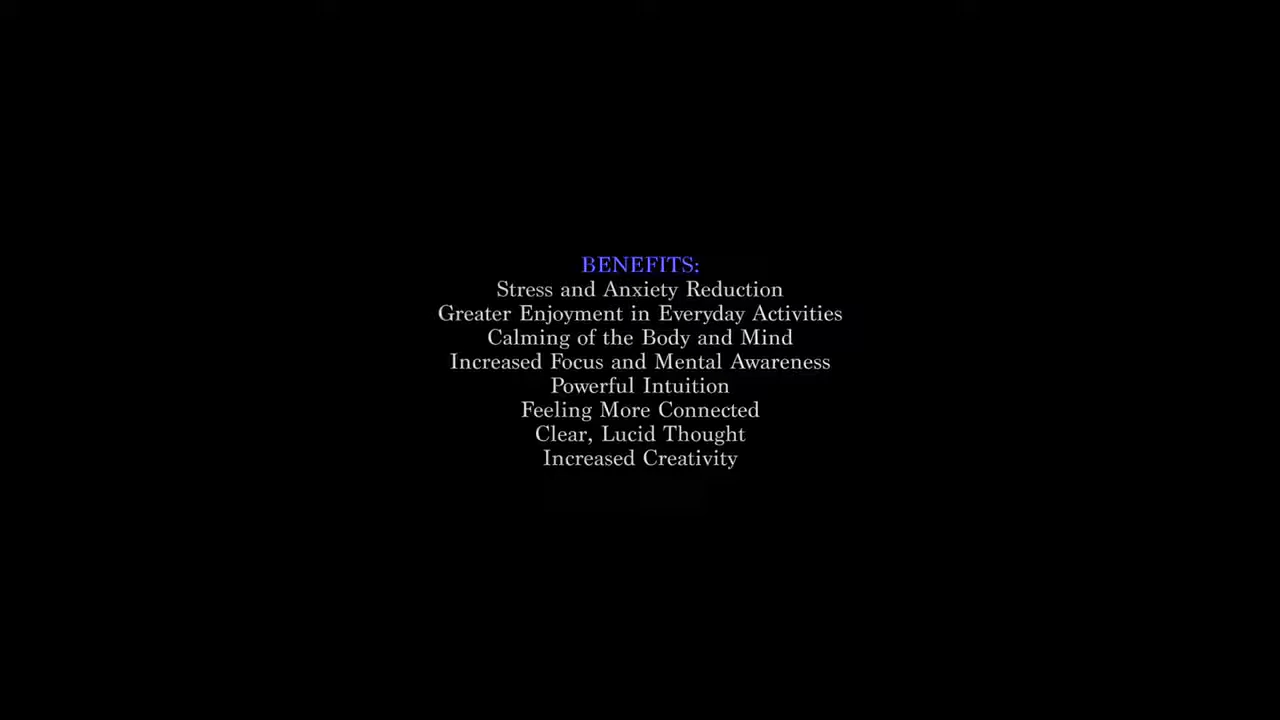 BENEFITS:
Stress and Anxiety Reduction
Greater Enjoyment in Everyday Activities
Calming of the Body and Mind
Increased Focus and Mental Awareness
Powerful Intuition
Feeling More Connected
Clear, Lucid Thought
Increased Creativity